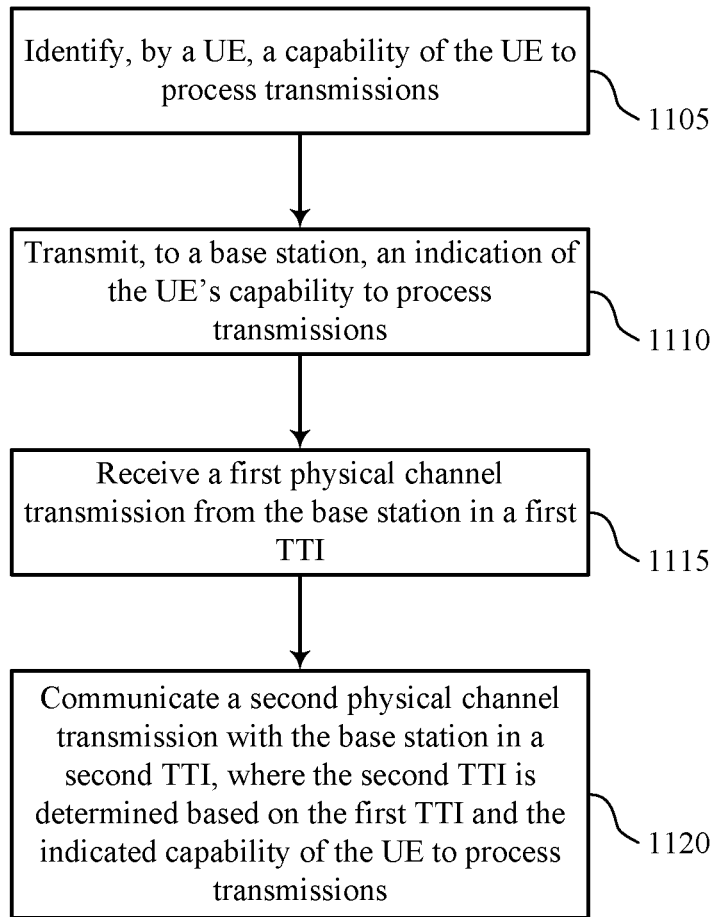 Identify, by a UE, a capability of the UE to
process transmissions
1105
Transmit, to a base station, an indication of
the UE's capability to process
transmissions
1110
Receive a first physical channel
transmission from the base station in a first
TTI
1115
Communicate a second physical channel
transmission with the base station in a
second TTI, where the second TTI is
determined based on the first TTI and the
indicated capability of the UE to process
transmissions
1120